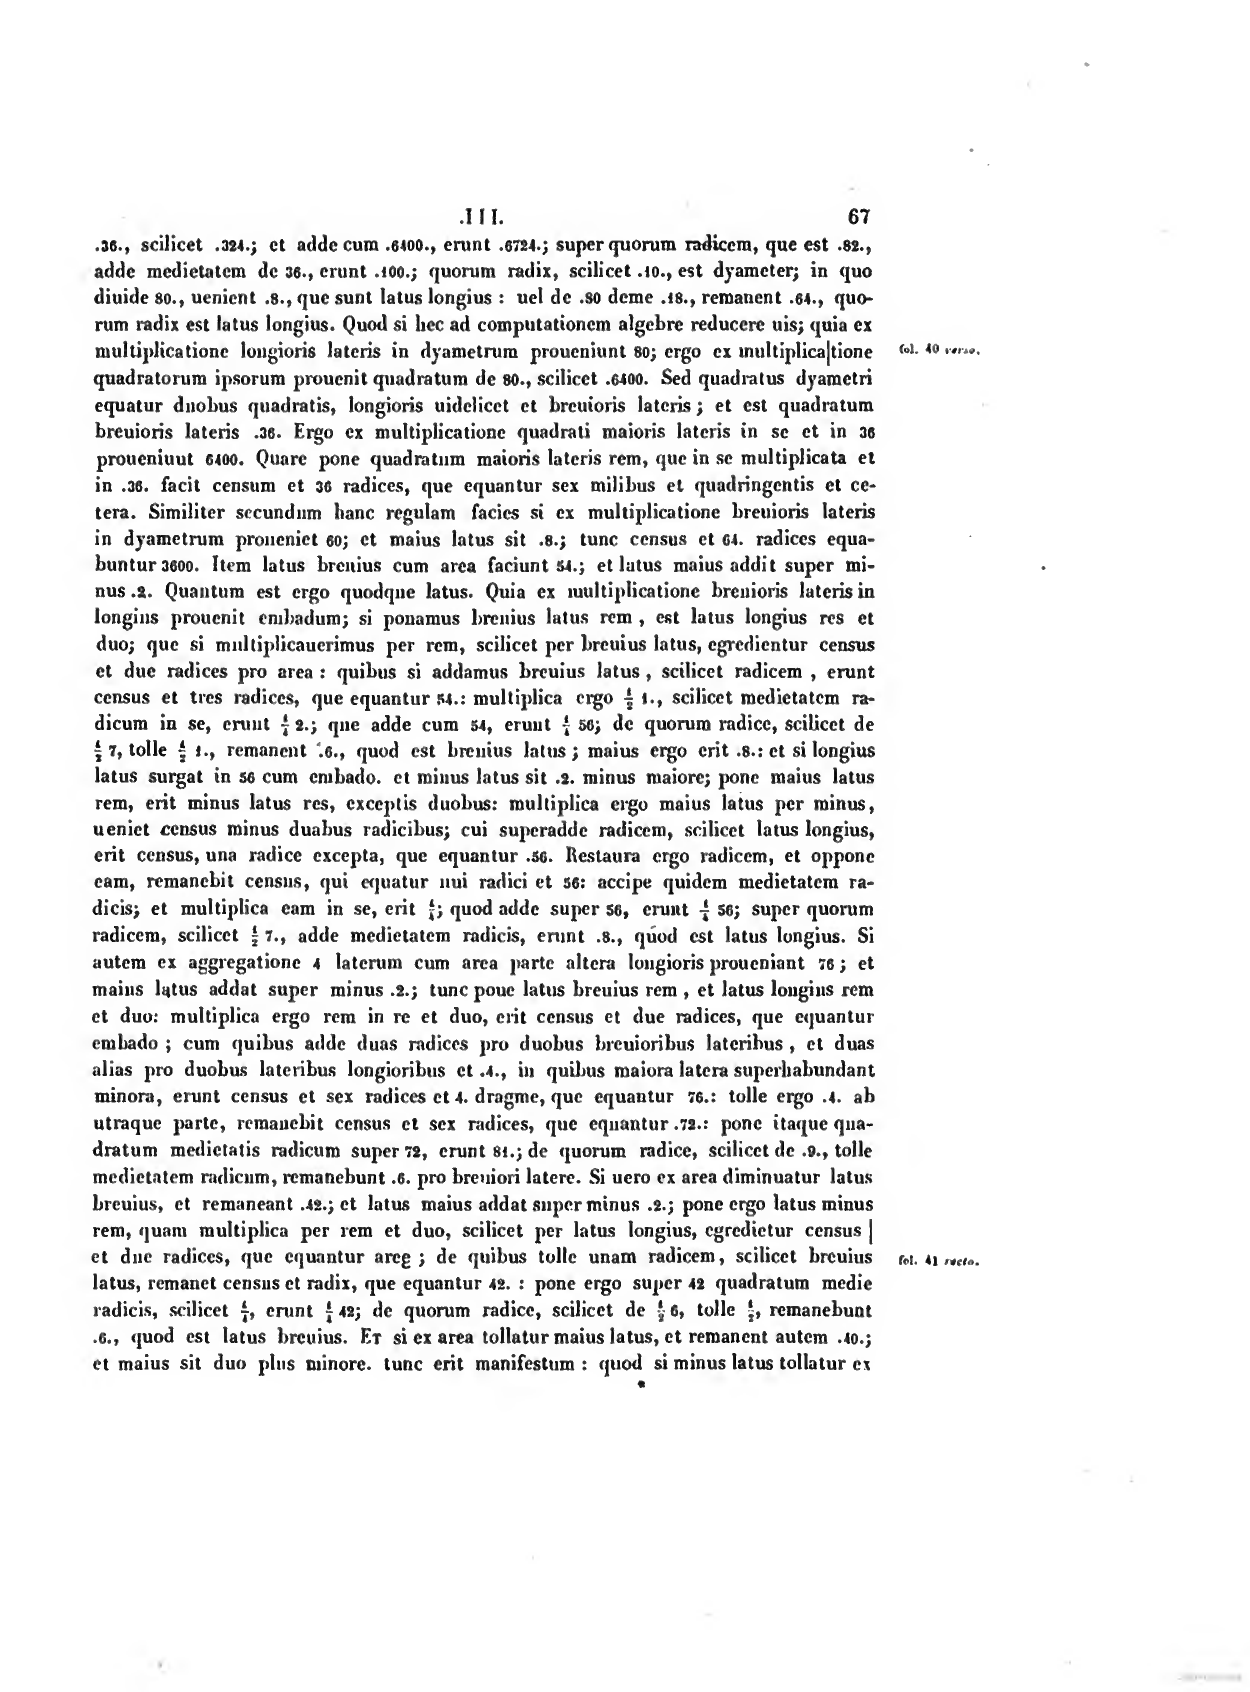 .III. 67
.36., scilicet .324.; et adde cum .6400., erunt .6724.; super quorum radicem, que est .82.,
adde medietatem de 36., erunt .100.; quorum radix, scilicet .10., est dyameter; in quo
diuide 80., uenient .8., que sunt latus longius : uel de .80 deme .18., remanent .64., quo-
rum radix est latus longius. Quod si hec ad computationem algebre reducere uis; quia ex
multiplicatione longioris lateris in dyametrum proueniunt 80; ergo ex multiplica|tione
fol. 40 verso.
quadratorum ipsorum prouenit quadratum de 80., scilicet .6400. Sed quadratus dyametri
equatur duobus quadratis, longioris uidelicet et breuioris lateris; et est quadratum
breuioris lateris .36. Ergo ex multiplicatione quadrati maioris lateris in se et in 36
proueniuut 6400. Quare pone quadratum maioris lateris rem, que in se multiplicata et
in .36. facit censum et 36 radices, que equantur sex milibus et quadringentis et ce-
tera. Similiter secundum hanc regulam facies si ex multiplicatione breuioris lateris
in dyametrum proueniet 60; et maius latus sit .8.; tunc census et 64. radices equa-
buntur 3600. Item latus breuius cum area faciunt 54.; et latus maius addit super mi-
nus .2. Quantum est ergo quodque latus. Quia ex multiplicatione breuioris lateris in
longius prouenit embadum; si ponamus breuius latus rem , est latus longius res et
duo; que si multiplicauerimus per rem, scilicet per breuius latus, egredientur census
et due radices pro area : quibus si addamus breuius latus , scilicet radicem , erunt
census et tres radices, que equantur 54.: multiplica ergo 1/2 1., scilicet medietatem ra-
dicum in se, erunt 1/4 2.; que adde cum 54, erunt 1/4 56; de quorum radice, scilicet de
1/2 7, tolle 1/2 1., remanent .6., quod est breuius latus ; maius ergo erit .8.: et si longius
latus surgat in 56 cum embado. et minus latus sit .2. minus maiore; pone maius latus
rem, erit minus latus res, exceptis duobus: multiplica ergo maius latus per minus,
ueniet census minus duabus radicibus; cui superadde radicem, scilicet latus longius,
erit census, una radice excepta, que equantur .56. Restaura ergo radicem, et oppone
eam, remanebit census, qui equatur uui radici et 56: accipe quidem medietatem ra-
dicis; et multiplica eam in se, erit 1/4; quod adde super 56, erunt 1/4 56; super quorum
radicem, scilicet 1/2 7., adde medietatem radicis, erunt .8., quod est latus longius. Si
autem ex aggregatione 4 laterum cum area parte altera longioris proueniant 76 ; et
maius latus addat super minus .2.; tunc poue latus breuius rem , et latus longius rem
et duo: multiplica ergo rem in re et duo, erit census et due radices, que equantur
embado ; cum quibus adde duas radices pro duobus breuioribus lateribus , et duas
alias pro duobus lateribus longioribus et .4., in quibus maiora latera superhabundant
minora, erunt census et sex radices et 4. dragme, que equantur 76.: tolle ergo .4. ab
utraque parte, remanebit census et sex radices, que equantur .72.: pone itaque qua-
dratum medietatis radicum super 72, erunt 81.; de quorum radice, scilicet de .9., tolle
medietatem radicum, remanebunt .6. pro breuiori latere. Si uero ex area diminuatur latus
breuius, et remaneant .42.; et latus maius addat super minus .2.; pone ergo latus minus
rem, quam multiplica per rem et duo, scilicet per latus longius, egredietur census |
et due radices, que equantur areę ; de quibus tolle unam radicem, scilicet breuius
fol. 41 recto.
latus, remanet census et radix, que equantur 42. : pone ergo super 42 quadratum medie
radicis, scilicet 1/4, erunt 1/4 42; de quorum radice, scilicet de 1/2 6, tolle 1/2, remanebunt
.6., quod est latus breuius. ET si ex area tollatur maius latus, et remanent autem .40.;
et maius sit duo plus minore. tunc erit manifestum : quod si minus latus tollatur ex